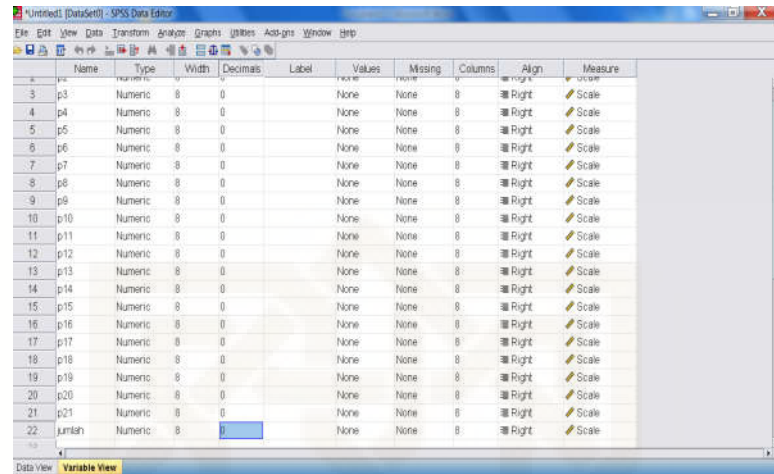 *Untitled1 [DataSet0] - SPSS Data Editor
File Edit View Data Transform Analyze Graphs Utilities Add-ons Window Help
Name Type Width Decimals Label Values Missing Columns Align Measure
3 p3 Numeric 8 0 None None 8 Right Scale
4 p4 Numeric 8 0 None None 8 Right Scale
5 p5 Numeric 8 0 None None 8 Right Scale
6 p6 Numeric 8 0 None None 8 Right Scale
7 p7 Numeric 8 0 None None 8 Right Scale
8 p8 Numeric 8 0 None None 8 Right Scale
9 p9 Numeric 8 0 None None 8 Right Scale
10 p10 Numeric 8 0 None None 8 Right Scale
11 p11 Numeric 8 0 None None 8 Right Scale
12 p12 Numeric 8 0 None None 8 Right Scale
13 p13 Numeric 8 0 None None 8 Right Scale
14 p14 Numeric 8 0 None None 8 Right Scale
15 p15 Numeric 8 0 None None 8 Right Scale
16 p16 Numeric 8 0 None None 8 Right Scale
17 p17 Numeric 8 0 None None 8 Right Scale
18 p18 Numeric 8 0 None None 8 Right Scale
19 p19 Numeric 8 0 None None 8 Right Scale
20 p20 Numeric 8 0 None None 8 Right Scale
21 p21 Numeric 8 0 None None 8 Right Scale
22 jumlah Numeric 8 0 None None 8 Right Scale
Data View Variable View